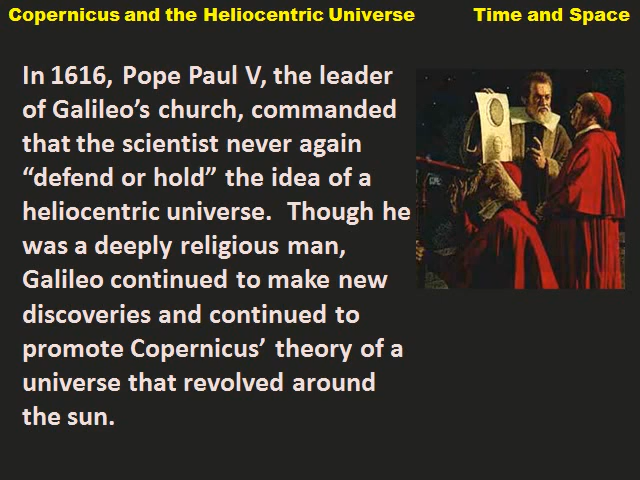 Copernicus and the Heliocentric Universe Time and Space
In 1616, Pope Paul V, the leader
of Galileo’s church, commanded
that the scientist never again
“defend or hold” the idea of a
heliocentric universe.  Though he
was a deeply religious man,
Galileo continued to make new
discoveries and continued to
promote Copernicus’ theory of a
universe that revolved around
the sun.